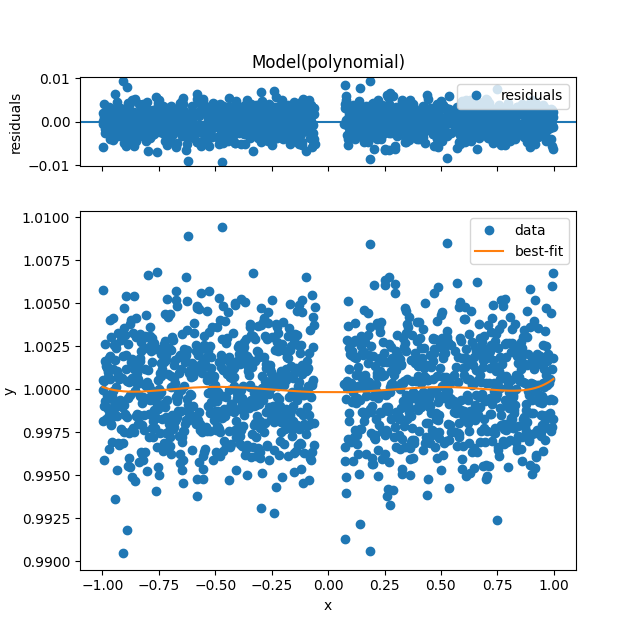 Model(polynomial)
0.01
0.00
−0.01
residuals
residuals
1.0100
1.0075
1.0050
1.0025
1.0000
0.9975
0.9950
0.9925
0.9900
y
data
best-fit
−1.00 −0.75 −0.50 −0.25 0.00 0.25 0.50 0.75 1.00
x